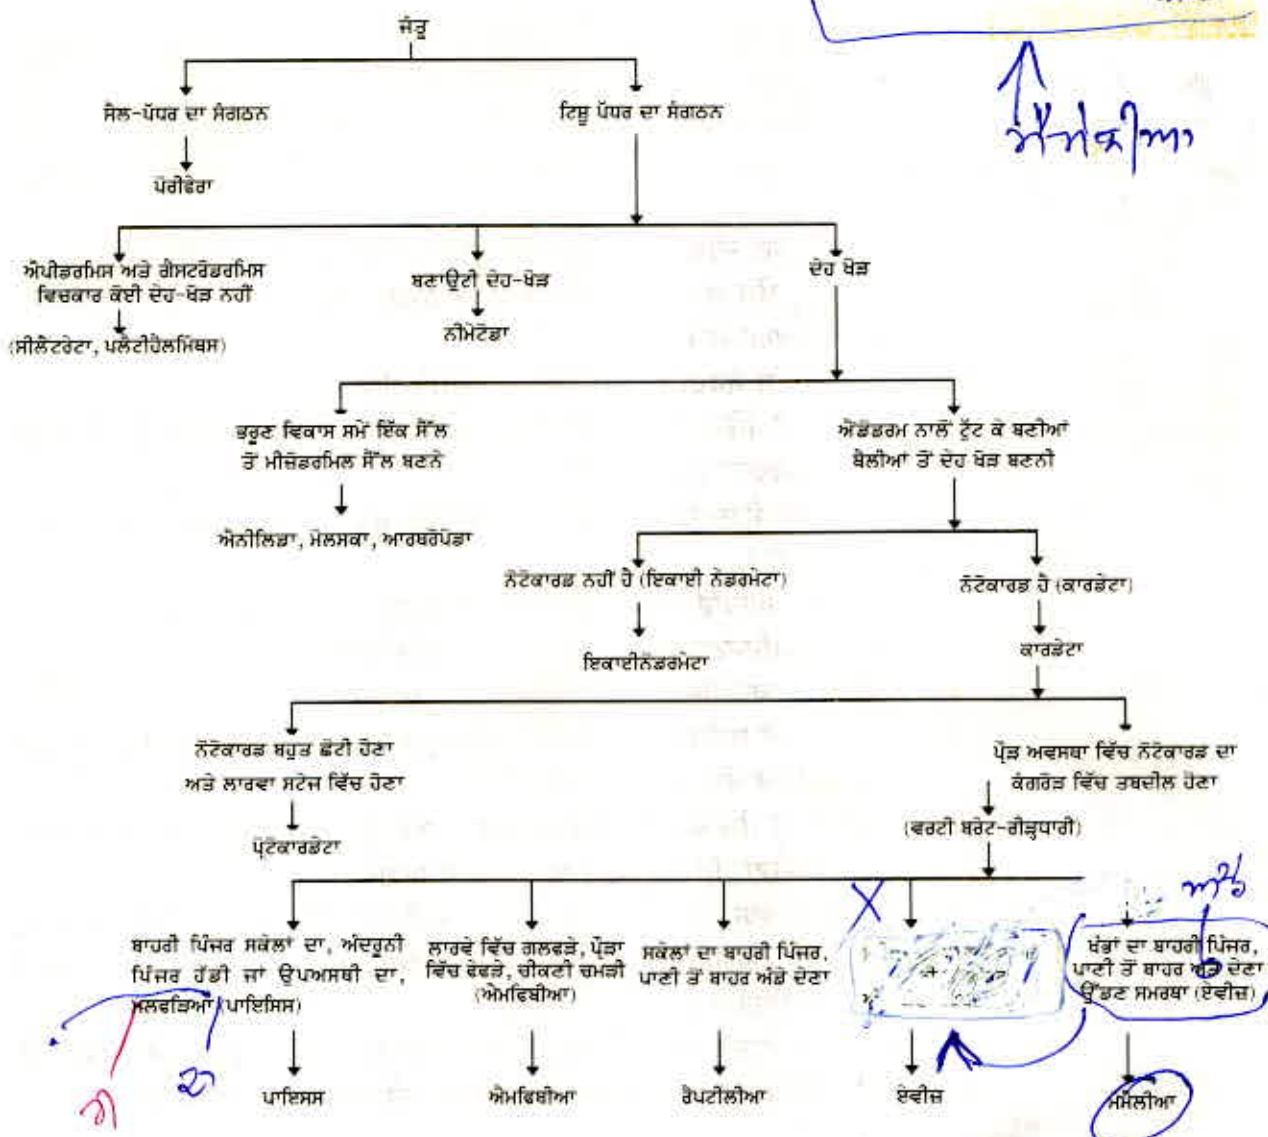 ਜੰਤੂ
ਸੈਲ-ਪੱਧਰ ਦਾ ਸੰਗਠਨ
ਟਿਸ਼ੂ ਪੱਧਰ ਦਾ ਸੰਗਠਨ
ਪੋਰੀਫੇਰਾ
ਐਪੀਡਰਮਿਸ ਅਤੇ ਗੈਸਟਰੋਡਰਮਿਸ
ਵਿਚਕਾਰ ਕੋਈ ਦੇਹ-ਖੋੜ ਨਹੀਂ
ਬਣਾਉਟੀ ਦੇਹ-ਖੋੜ
ਦੇਹ ਖੋੜ
(ਸੀਲੈਂਟਰੇਟਾ, ਪਲੈਟੀਹੈਲਮਿੰਥਸ)
ਨੀਮੇਟੋਡਾ
ਭਰੂਣ ਵਿਕਾਸ ਸਮੇਂ ਇੱਕ ਸੈੱਲ
ਤੋਂ ਮੀਜ਼ੋਡਰਮਿਲ ਸੈੱਲ ਬਣਨੇ
ਐਂਡੋਡਰਮ ਨਾਲੋਂ ਟੁੱਟ ਕੇ ਬਣੀਆਂ
ਥੈਲੀਆਂ ਤੋਂ ਦੇਹ ਖੋੜ ਬਣਨੀ
ਐਨੀਲਿਡਾ, ਮੋਲਸਕਾ, ਆਰਥਰੋਪੋਡਾ
ਨੋਟੋਕਾਰਡ ਨਹੀਂ ਹੈ (ਇਕਾਈ ਨੋਡਰਮੇਟਾ)
ਨੋਟੋਕਾਰਡ ਹੈ (ਕਾਰਡੇਟਾ)
ਇਕਾਈਨੋਡਰਮੇਟਾ
ਕਾਰਡੇਟਾ
ਨੋਟੋਕਾਰਡ ਬਹੁਤ ਛੋਟੀ ਹੋਣਾ
ਅਤੇ ਲਾਰਵਾ ਸਟੇਜ ਵਿੱਚ ਹੋਣਾ
ਪ੍ਰੌੜ ਅਵਸਥਾ ਵਿੱਚ ਨੋਟੋਕਾਰਡ ਦਾ
ਕੰਗਰੋੜ ਵਿੱਚ ਤਬਦੀਲ ਹੋਣਾ
ਪ੍ਰੋਟੋਕਾਰਡੇਟਾ
(ਵਰਟੀ ਬਰੇਟ-ਰੀੜ੍ਹਧਾਰੀ)
ਬਾਹਰੀ ਪਿੰਜਰ ਸਕੇਲਾਂ ਦਾ, ਅੰਦਰੂਨੀ
ਪਿੰਜਰ ਹੱਡੀ ਜਾਂ ਉਪਅਸਥੀ ਦਾ,
ਗਲਫੜਿਆਂ (ਪਾਇਸਿਸ)
ਲਾਰਵੇ ਵਿੱਚ ਗਲਫੜੇ, ਪ੍ਰੌੜਾਂ
ਵਿੱਚ ਫੇਫੜੇ, ਚੀਕਣੀ ਚਮੜੀ
(ਐਮਫਿਬੀਆ)
ਸਕੇਲਾਂ ਦਾ ਬਾਹਰੀ ਪਿੰਜਰ,
ਪਾਣੀ ਤੋਂ ਬਾਹਰ ਅੰਡੇ ਦੇਣਾ
ਖੰਭਾਂ ਦਾ ਬਾਹਰੀ ਪਿੰਜਰ,
ਪਾਣੀ ਤੋਂ ਬਾਹਰ ਅੰਡੇ ਦੇਣਾ
ਉੱਡਣ ਸਮਰਥਾ (ਏਵੀਜ਼)
ਗ
ਦਾ
ਪਾਇਸਸ
ਐਮਫਿਬੀਆ
ਰੈਪਟੀਲੀਆ
ਏਵੀਜ਼
ਮੈਮੇਲੀਆ